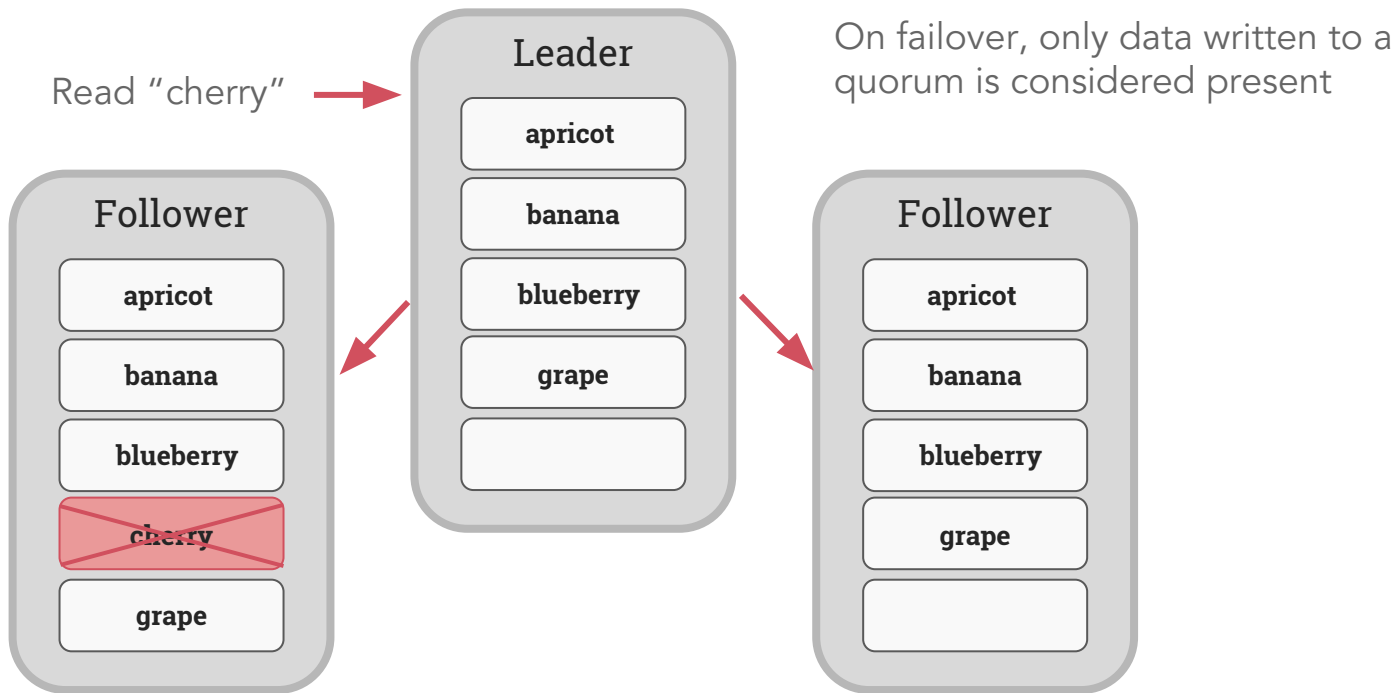 Read “cherry”
Leader
apricot
banana
blueberry
grape
On failover, only data written to a
quorum is considered present
Follower
apricot
banana
blueberry
cherry
grape
Follower
apricot
banana
blueberry
grape